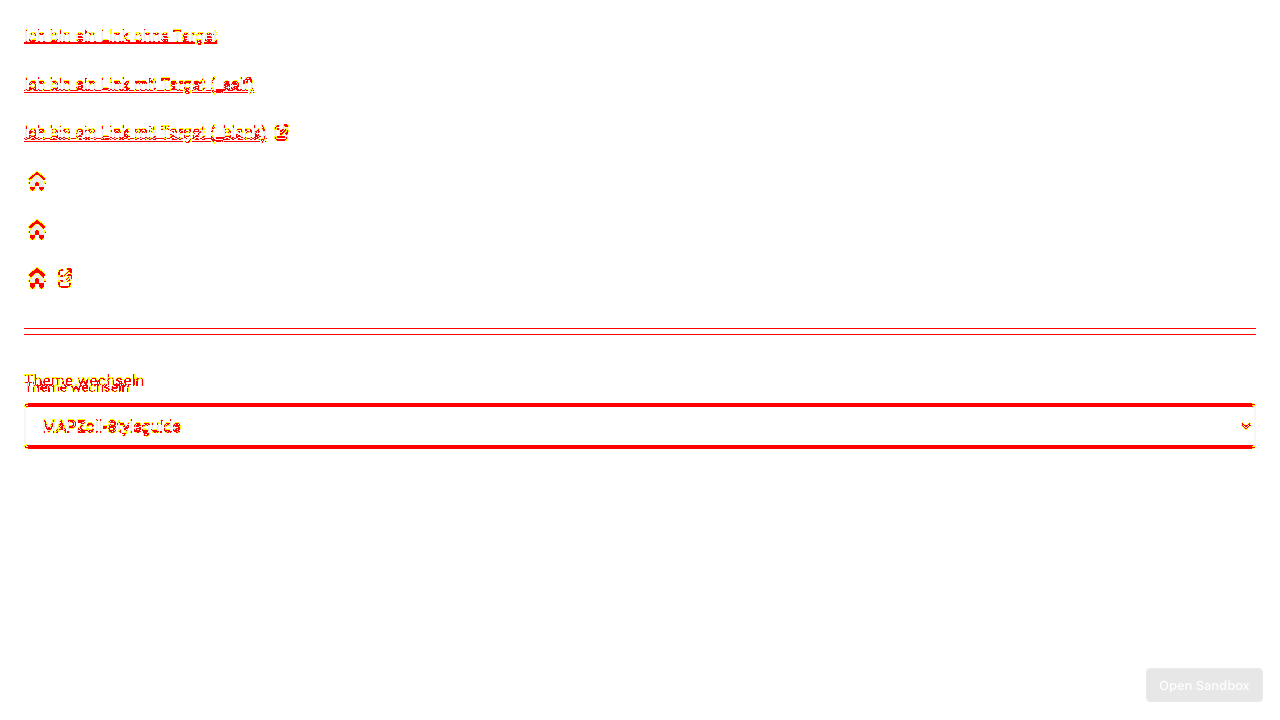 Ich bin ein Link ohne Target
Ich bin ein Link mit Target (_self)
Ich bin ein Link mit Target (_blank)
Theme wechseln
Theme wechseln
MAPZoll-Styleguide
Open Sandbox